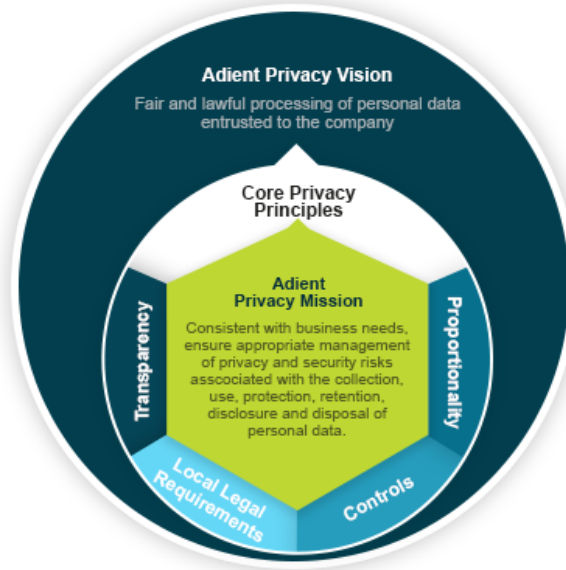 Adient Privacy Vision
Fair and lawful processing of personal data
entrusted to the company
Core Privacy
Principles
Adient
Privacy Mission
Consistent with business needs,
ensure appropriate management
of privacy and security risks
asscociated with the collection,
use, protection, retention,
disclosure and disposal of
personal data.
Transparency
Proportionality
Local Legal
Requirements
Controls